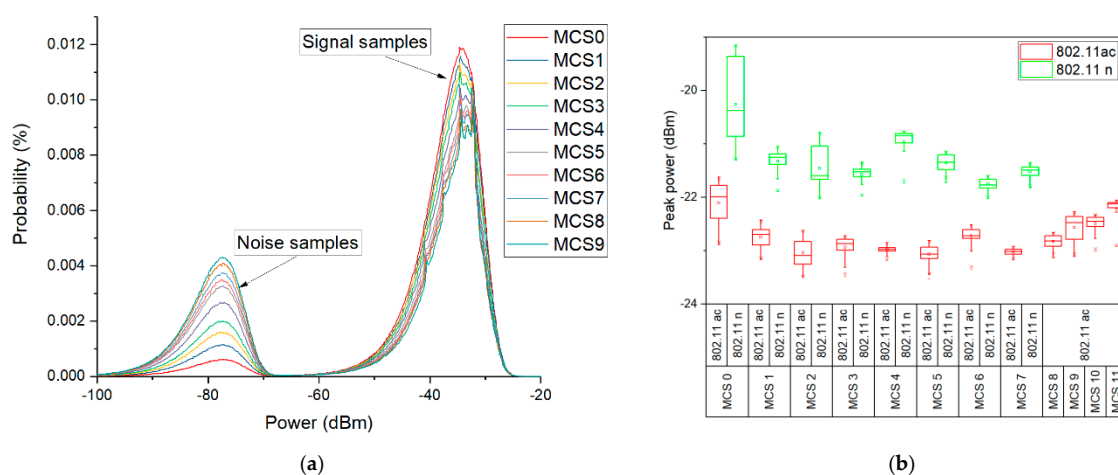 0.012
0.010
0.008
0.006
0.004
0.002
0.000
Probability (%)
-100
-80
-60
-40
-20
Power (dBm)
Signal samples
Noise samples
MCS0
MCS1
MCS2
MCS3
MCS4
MCS5
MCS6
MCS7
MCS8
MCS9
(a)
-20
-22
-24
Peak power (dBm)
802.11ac
802.11 n
802.11 ac
802.11 n
802.11 ac
802.11 n
802.11 ac
802.11 n
802.11 ac
802.11 n
802.11 ac
802.11 n
802.11 ac
802.11 n
802.11 ac
802.11 n
802.11 ac
802.11 n
802.11 ac
MCS 0
MCS 1
MCS 2
MCS 3
MCS 4
MCS 5
MCS 6
MCS 7
MCS 8
MCS 9
MCS 10
MCS 11
(b)